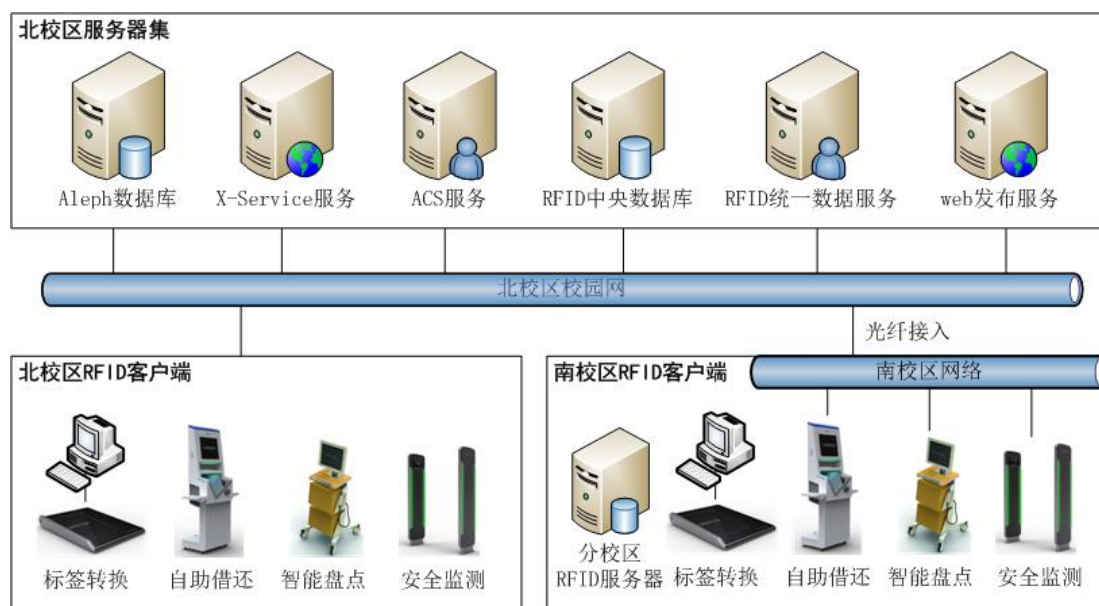 北校区服务器集
Aleph数据库
X-Service服务
ACS服务
RFID中央数据库
RFID统一数据服务
web发布服务
北校区校园网
光纤接入
北校区RFID客户端
南校区RFID客户端
南校区网络
标签转换
自助借还
智能盘点
安全监测
分校区
RFID服务器
标签转换
自助借还
智能盘点
安全监测